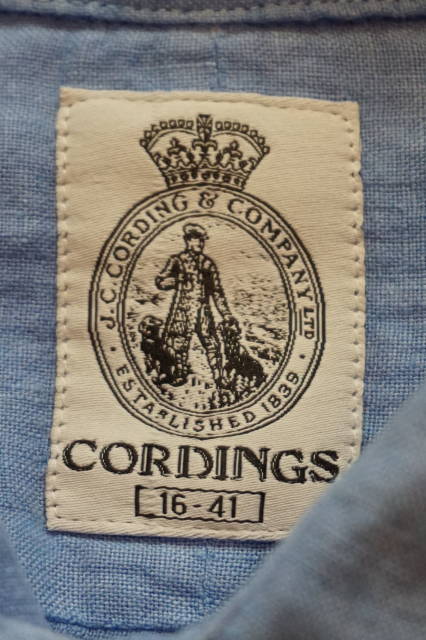 J.C. CORDING & COMPANY LTD
· ESTABLISHED 1839 ·
CORDINGS
16-41